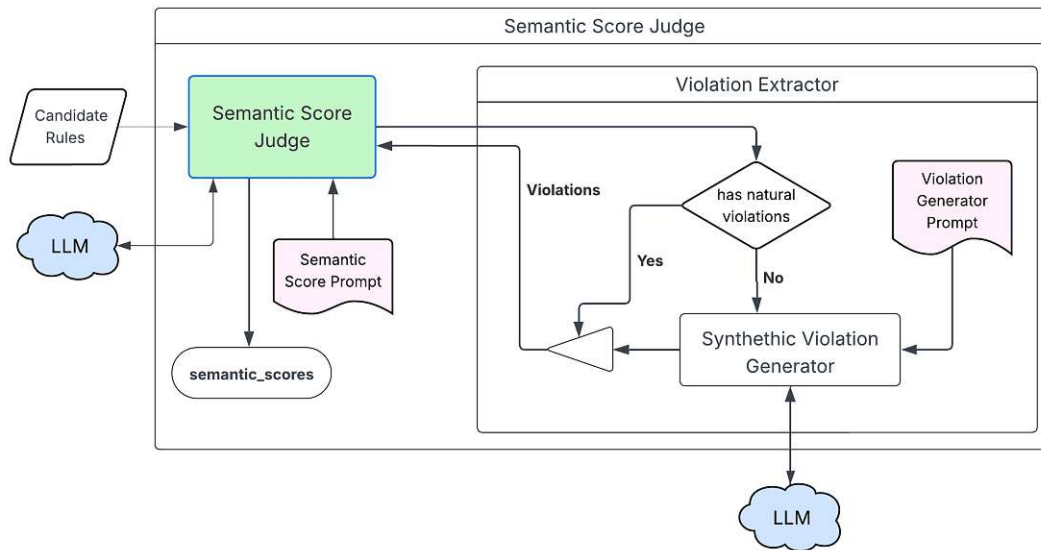 Semantic Score Judge
Violation Extractor
Candidate
Rules
Semantic Score
Judge
Violations
has natural
violations
Violation
Generator
Prompt
LLM
Semantic
Score Prompt
Yes
No
Synthethic Violation
Generator
semantic_scores
LLM